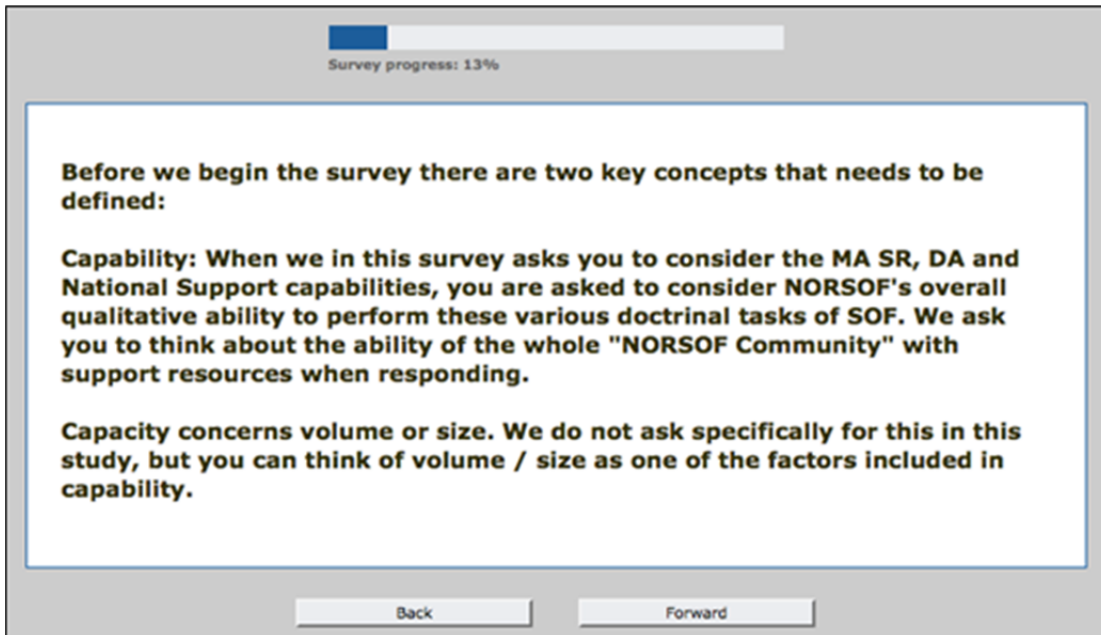 Survey progress: 13%
Before we begin the survey there are two key concepts that needs to be
defined:
Capability: When we in this survey asks you to consider the MA SR, DA and
National Support capabilities, you are asked to consider NORSOF's overall
qualitative ability to perform these various doctrinal tasks of SOF. We ask
you to think about the ability of the whole "NORSOF Community" with
support resources when responding.
Capacity concerns volume or size. We do not ask specifically for this in this
study, but you can think of volume / size as one of the factors included in
capability.
Back
Forward